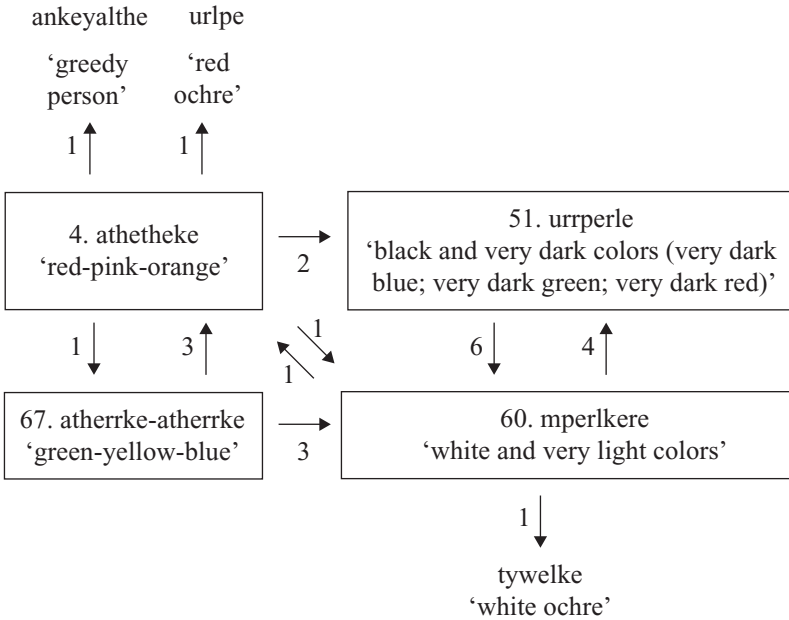 ankeyalthe urlpe
‘greedy ‘red
person’ ochre’
1 1
4. athetheke
‘red-pink-orange’
2
51. urrperle
‘black and very dark colors (very dark
blue; very dark green; very dark red)’
1 3 1 1 6 4
67. atherrke-atherrke
‘green-yellow-blue’
3
60. mperlkere
‘white and very light colors’
1
tywelke
‘white ochre’